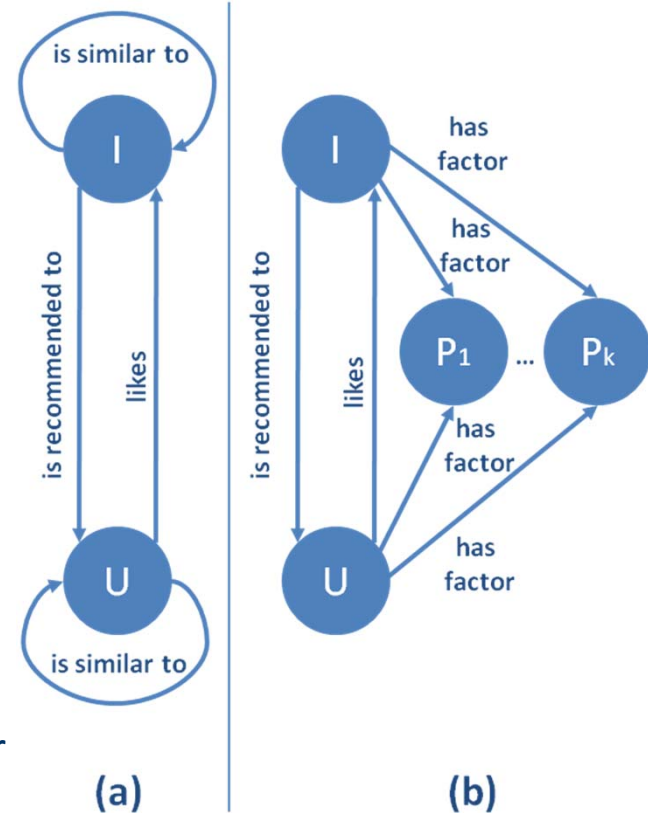 is similar to
I
is recommended to
likes
U
is similar to
r
(a)
I
has
factor
has
factor
is recommended to
likes
P1 ... Pk
has
factor
U
has
factor
(b)